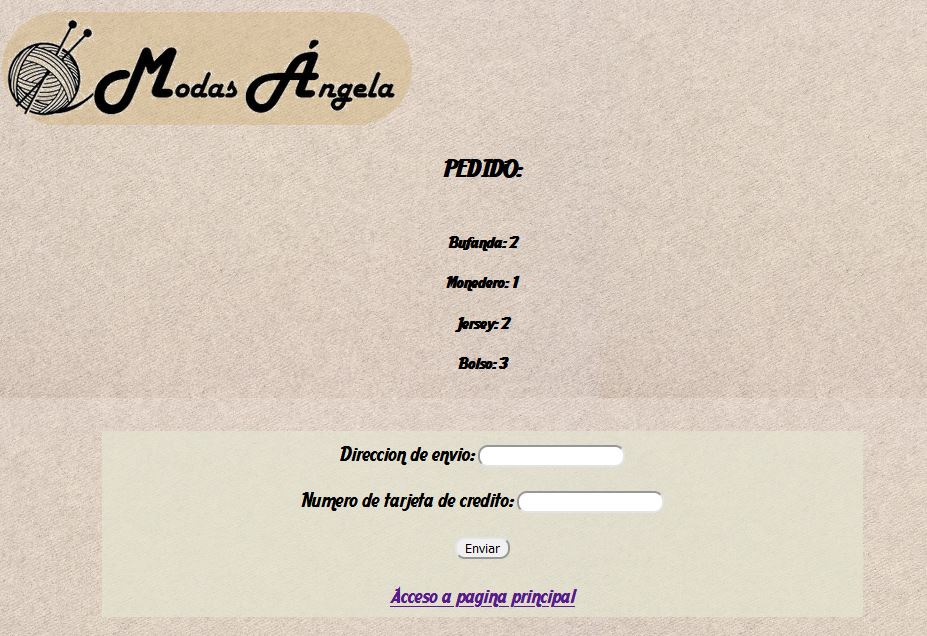 Modas Ángela
PEDIDO:
Bufanda: 2
Monedero: 1
Jersey: 2
Bolso: 3
Direccion de envio:
Numero de tarjeta de credito:
Enviar
Acceso a pagina principal